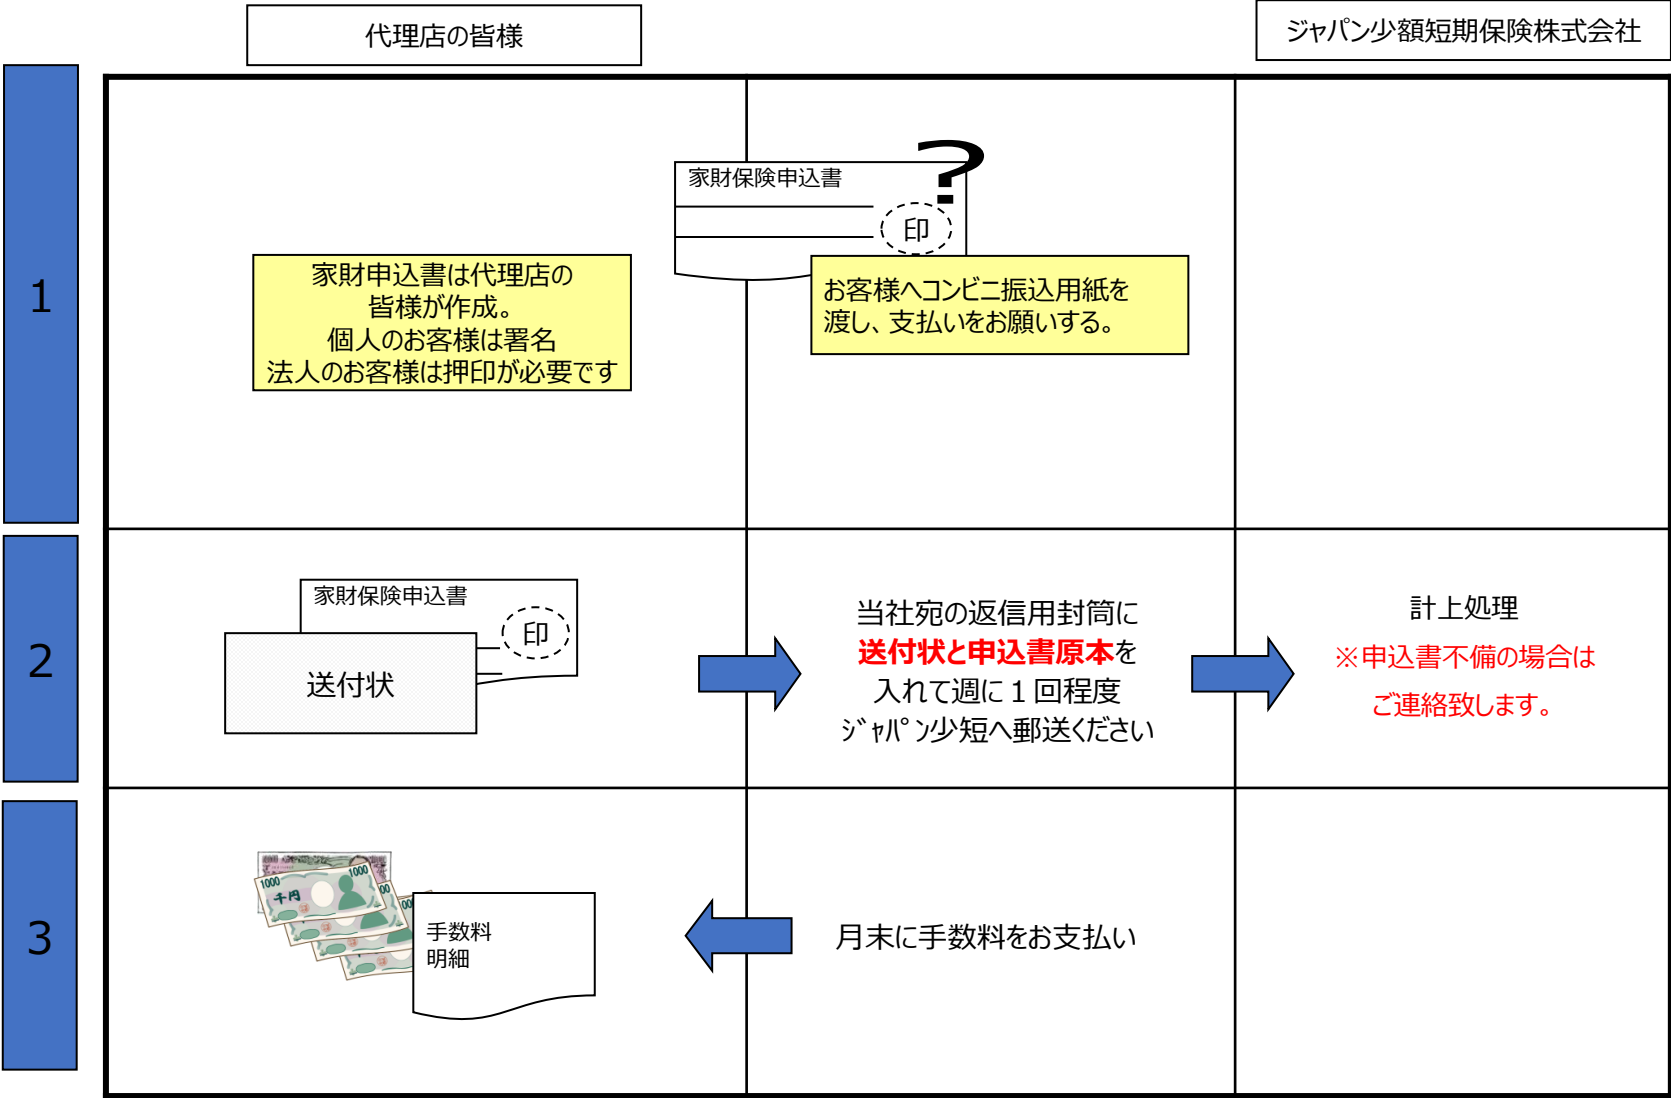 代理店の皆様
ジャパン少額短期保険株式会社
1
家財保険申込書
?
印
家財申込書は代理店の
皆様が作成。
個人のお客様は署名
法人のお客様は押印が必要です
お客様へコンビニ振込用紙を
渡し、支払いをお願いする。
2
家財保険申込書
印
送付状
当社宛の返信用封筒に
送付状と申込書原本を
入れて週に1回程度
ジャパン少短へ郵送ください
計上処理
※申込書不備の場合は
ご連絡致します。
3
1000
1000
千円
手数料
明細
月末に手数料をお支払い